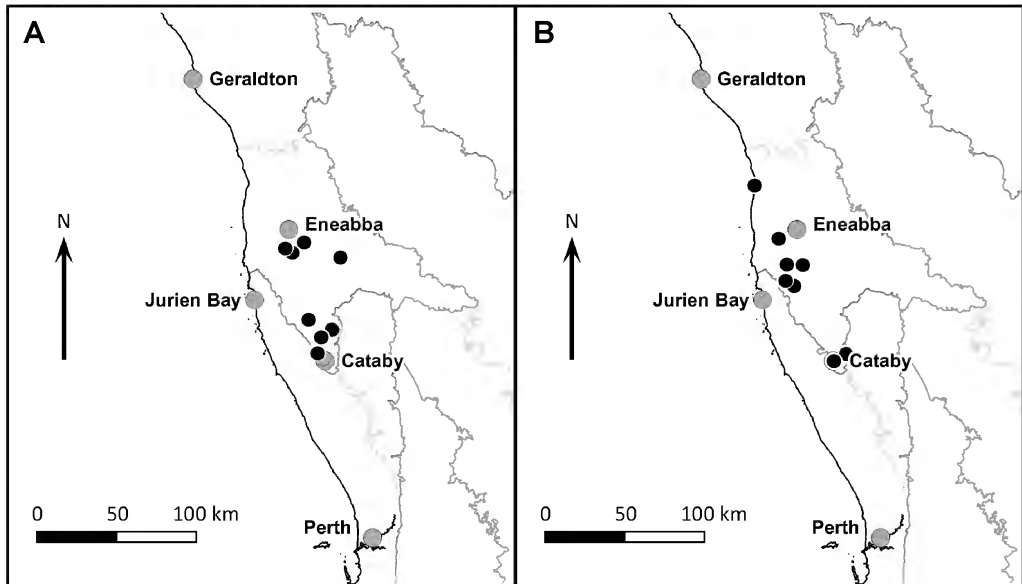 A
Geraldton
N
Eneabba
Jurien Bay
Cataby
0 50 100 km
Perth
B
Geraldton
N
Eneabba
Jurien Bay
Cataby
0 50 100 km
Perth